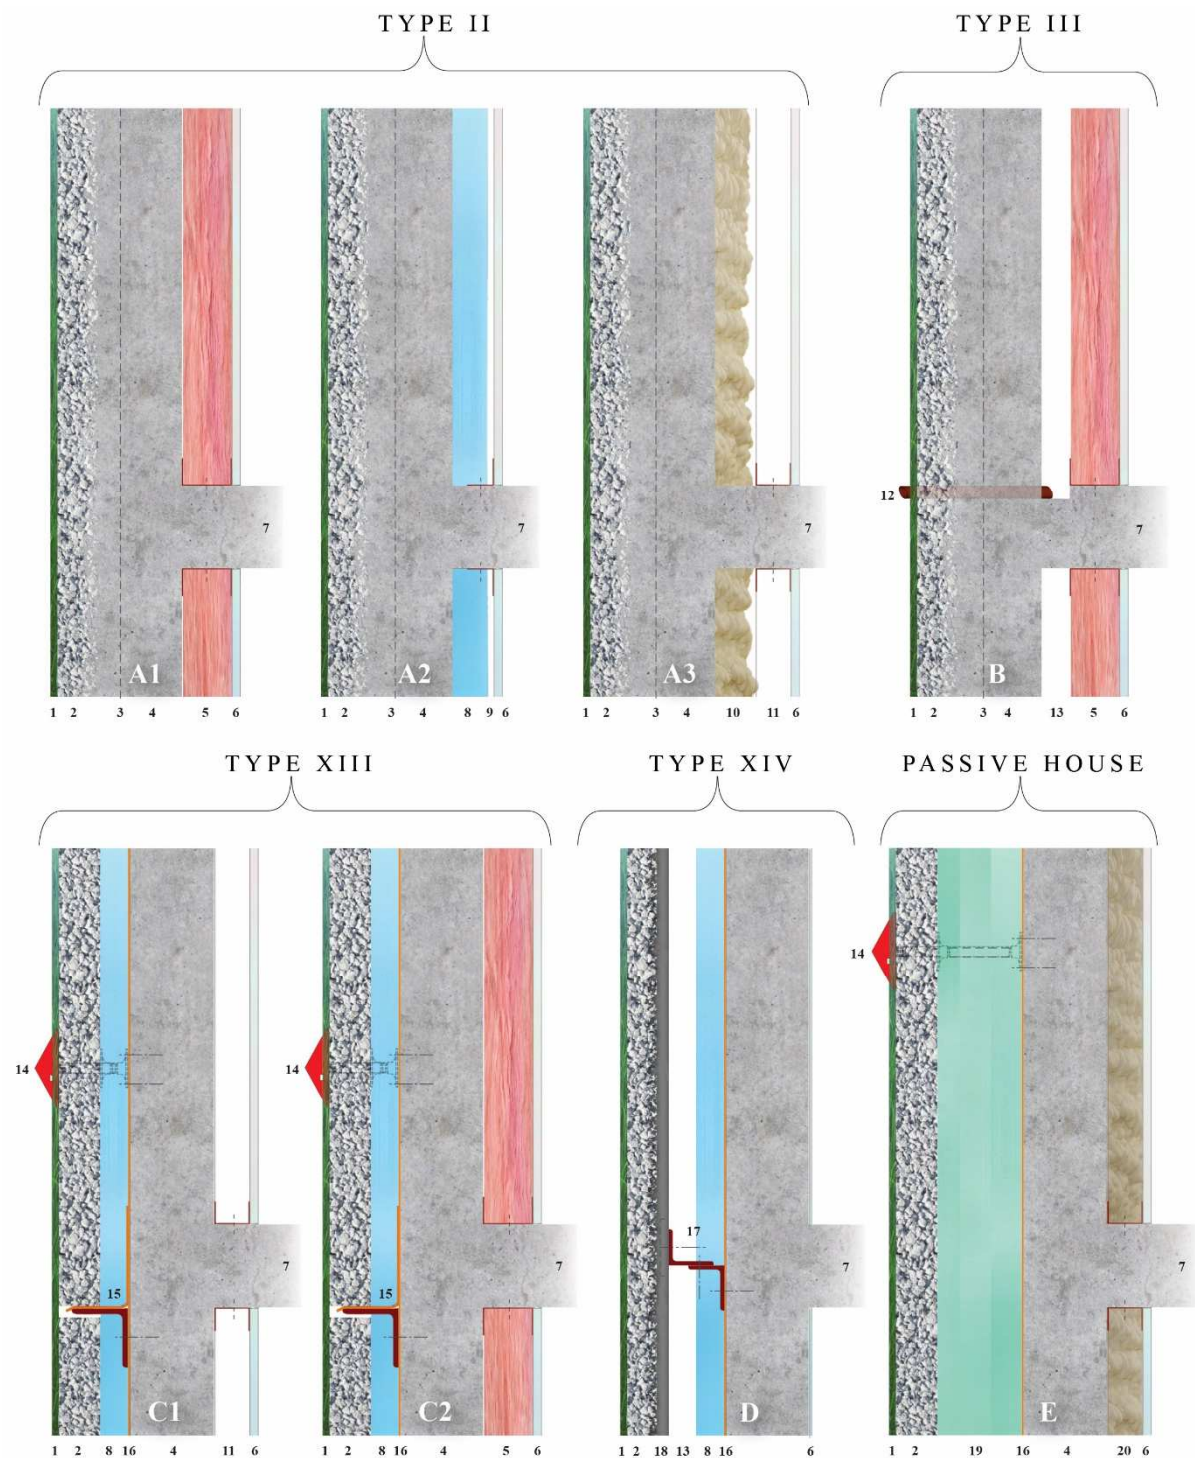 TYPE II
TYPE III
7
7
7
12
7
A1
A2
A3
B
1 2 3 4 5 6
1 2 3 4 8 9 6
1 2 3 4 10 11 6
1 2 3 4 13 5 6
TYPE XIII
TYPE XIV
PASSIVE HOUSE
14
14
14
17
15
7
15
7
7
7
C1
C2
D
E
1 2 8 16 4 11 6
1 2 8 16 4 5 6
1 2 18 13 8 16 6
1 2 19 16 4 20 6